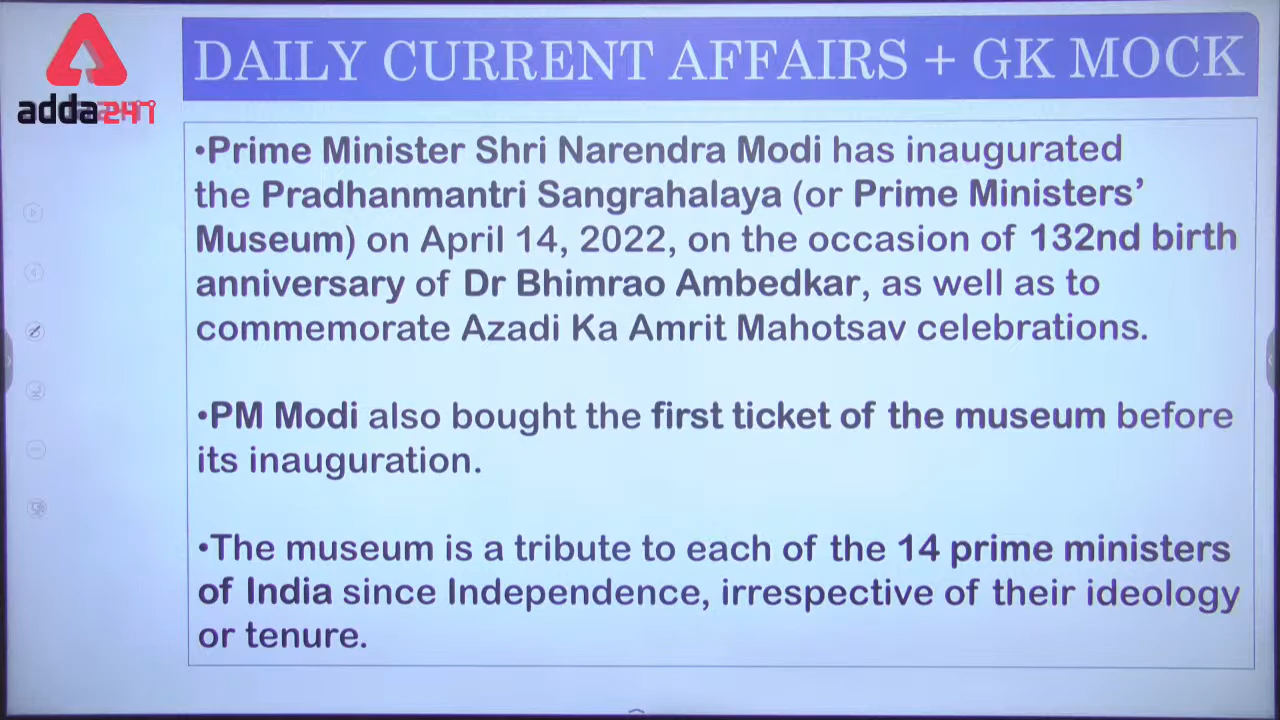 DAILY CURRENT AFFAIRS + GK MOCK
adda247
•Prime Minister Shri Narendra Modi has inaugurated
the Pradhanmantri Sangrahalaya (or Prime Ministers’
Museum) on April 14, 2022, on the occasion of 132nd birth
anniversary of Dr Bhimrao Ambedkar, as well as to
commemorate Azadi Ka Amrit Mahotsav celebrations.
•PM Modi also bought the first ticket of the museum before
its inauguration.
•The museum is a tribute to each of the 14 prime ministers
of India since Independence, irrespective of their ideology
or tenure.